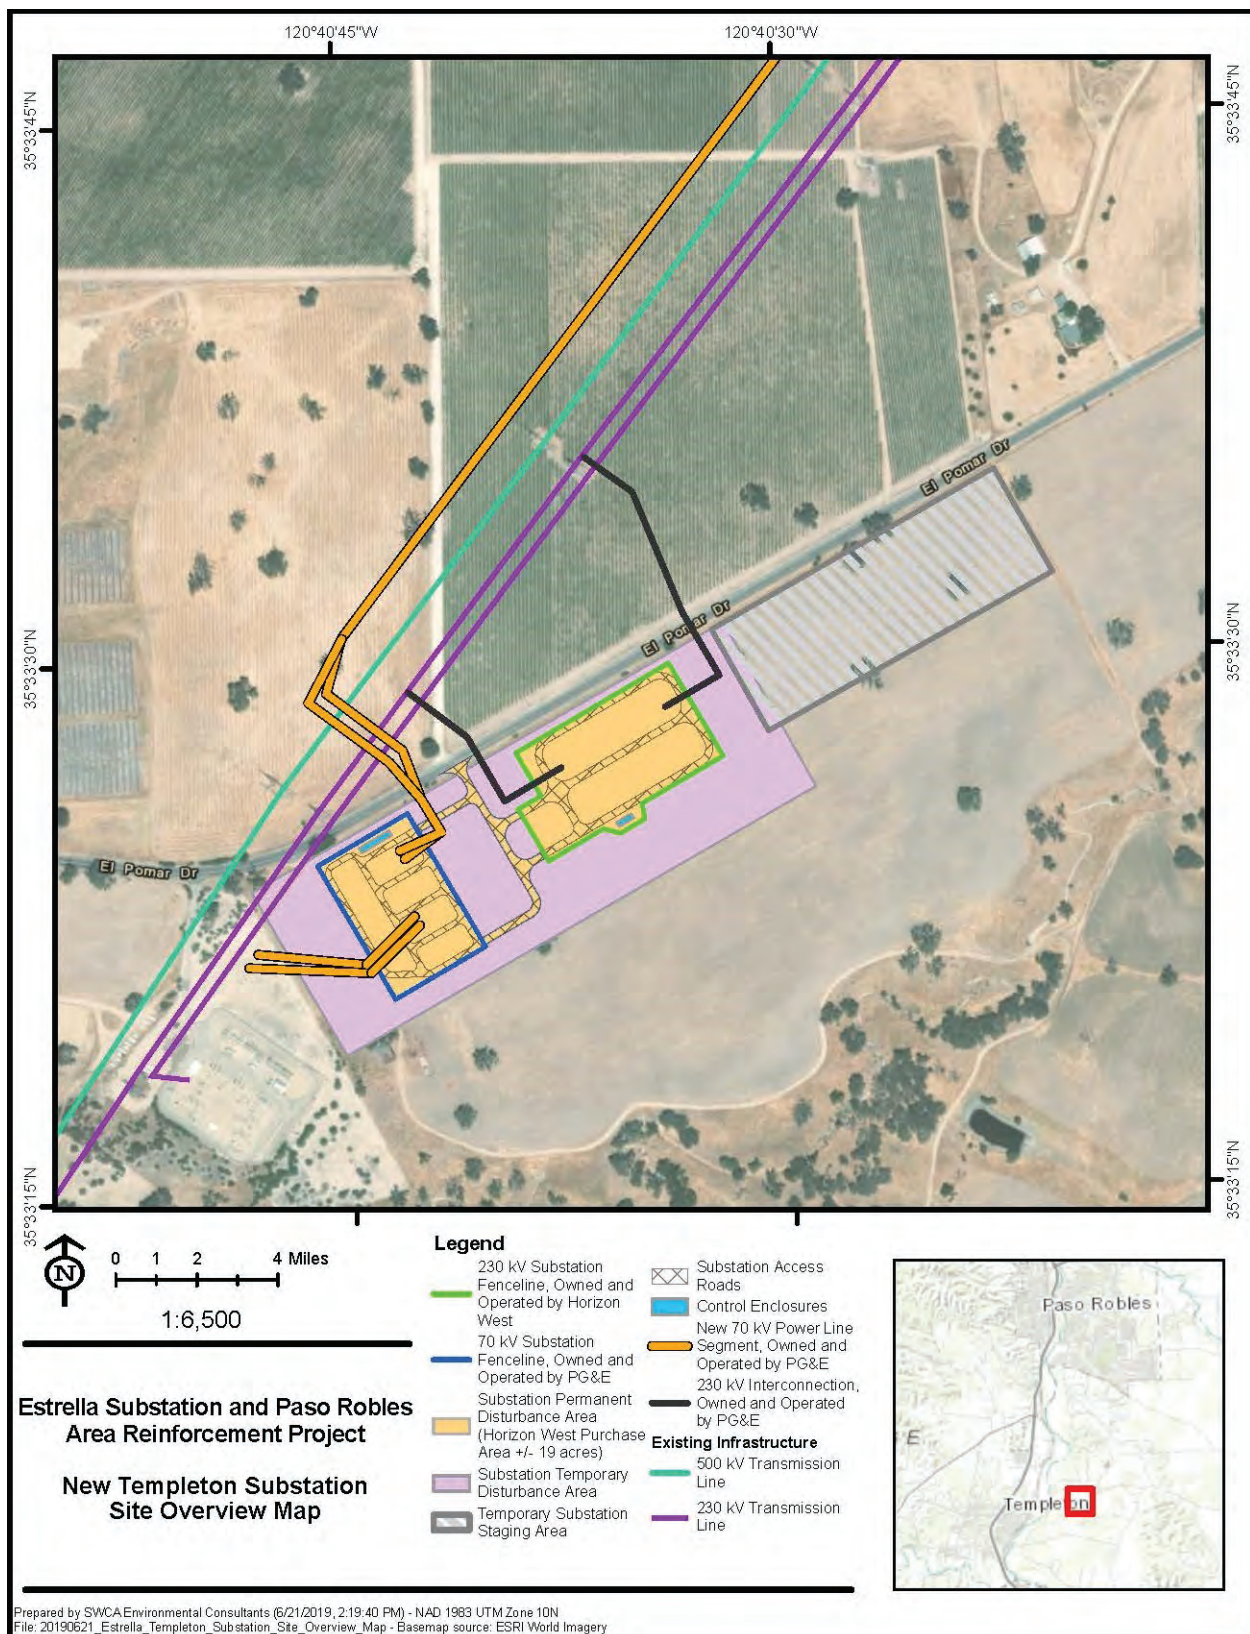 120°40'45"W
120°40'30"W
35°33'45"N
35°33'45"N
El Pomar Dr
El Pomar Dr
35°33'30"N
35°33'30"N
El Pomar Dr
35°33'15"N
35°33'15"N
N
0 1 2 4 Miles
1:6,500
Estrella Substation and Paso Robles
Area Reinforcement Project
New Templeton Substation
Site Overview Map
Legend
230 kV Substation
Fenceline, Owned and
Operated by Horizon
West
70 kV Substation
Fenceline, Owned and
Operated by PG&E
Substation Permanent
Disturbance Area
(Horizon West Purchase
Area +/- 19 acres)
Substation Temporary
Disturbance Area
Temporary Substation
Staging Area
Substation Access
Roads
Control Enclosures
New 70 kV Power Line
Segment, Owned and
Operated by PG&E
230 kV Interconnection,
Owned and Operated
by PG&E
Existing Infrastructure
500 kV Transmission
Line
230 kV Transmission
Line
Paso Robles
E
Templeton
Prepared by SWCA Environmental Consultants (6/21/2019, 2:19:40 PM) - NAD 1983 UTM Zone 10N
File: 20190621_Estrella_Templeton_Substation_Site_Overview_Map - Basemap source: ESRI World Imagery